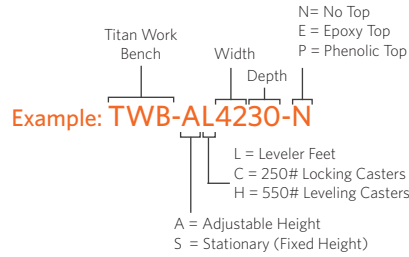 N= No Top
E = Epoxy Top
P = Phenolic Top
Titan Work
Bench
Width
Depth
Example: TWB-AL4230-N
L = Leveler Feet
C = 250# Locking Casters
H = 550# Leveling Casters
A = Adjustable Height
S = Stationary (Fixed Height)